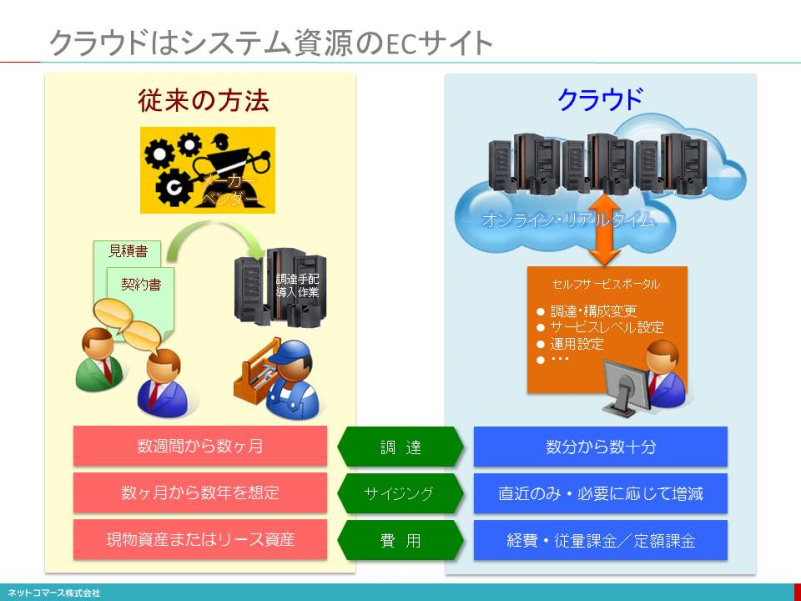 クラウドはシステム資源のECサイト
従来の方法
メーカー
ベンダー
見積書
契約書
調達手配
導入作業
クラウド
オンライン・リアルタイム
セルフサービスポータル
● 調達・構成変更
● サービスレベル設定
● 運用設定
● ・・・
数週間から数ヶ月
調 達
数分から数十分
数ヶ月から数年を想定
サイジング
直近のみ・必要に応じて増減
現物資産またはリース資産
費 用
経費・従量課金／定額課金
ネットコマース株式会社